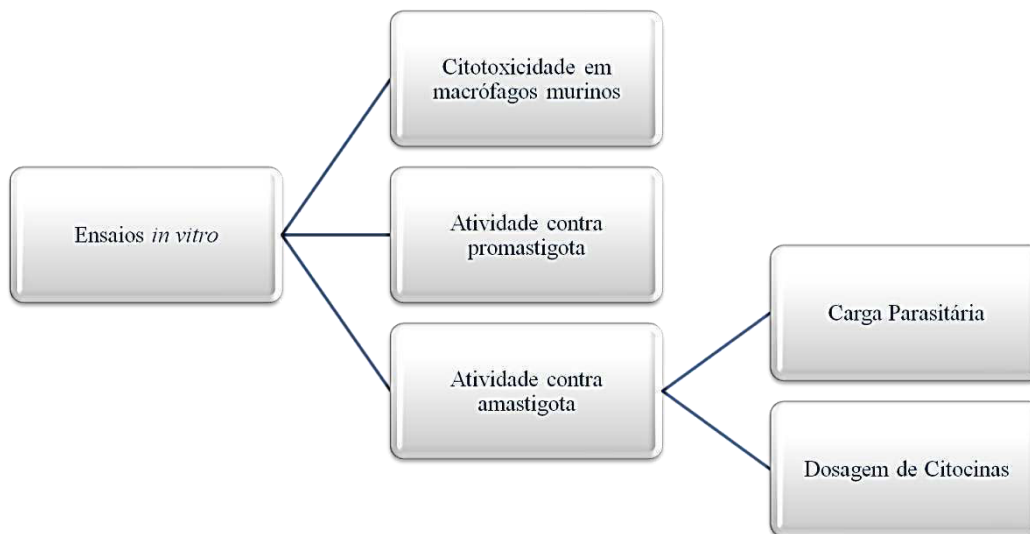 Citotoxicidade em
macrófagos murinos
Ensaios in vitro
Atividade contra
promastigota
Atividade contra
amastigota
Carga Parasitária
Dosagem de Citocinas